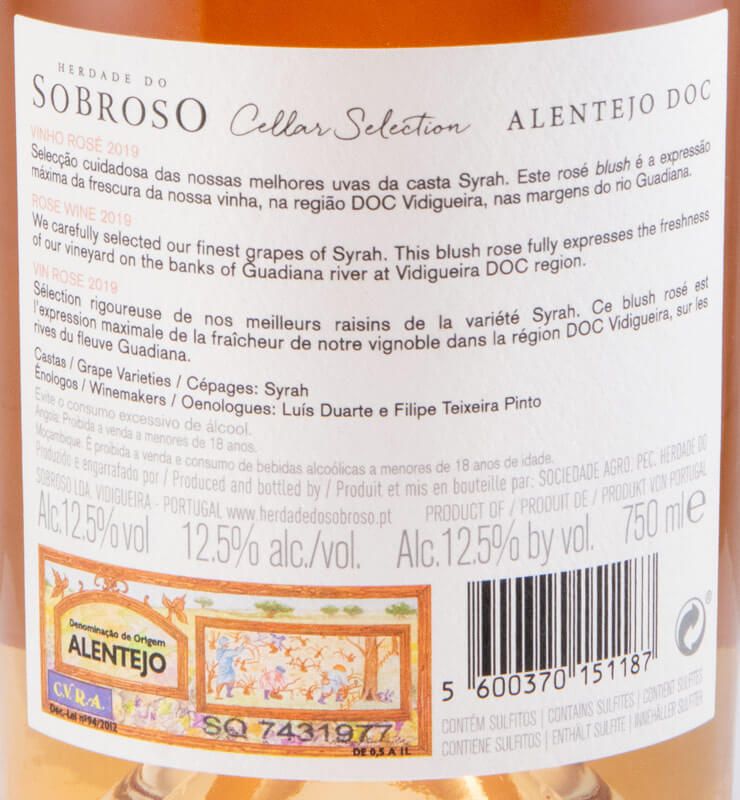 HERDADE DO
SOBROSO Cellar Selection ALENTEJO DOC
VINHO ROSÉ 2019
Selecção cuidadosa das nossas melhores uvas da casta Syrah. Este rosé blush é a expressão
máxima da frescura da nossa vinha, na região DOC Vidigueira, nas margens do rio Guadiana.
ROSE WINE 2019
We carefully selected our finest grapes of Syrah. This blush rose fully expresses the freshness
of our vineyard on the banks of Guadiana river at Vidigueira DOC region.
VIN ROSE 2019
Sélection rigoureuse de nos meilleurs raisins de la variété Syrah. Ce blush rosé est
l'expression maximale de la fraîcheur de notre vignoble dans la région DOC Vidigueira, sur les
rives du fleuve Guadiana.
Castas / Grape Varieties / Cépages: Syrah
Énologos / Winemakers / Oenologues: Luís Duarte e Filipe Teixeira Pinto
Evite o consumo excessivo de álcool.
Angola: Proibida a venda a menores de 18 anos.
Moçambique: É proibida a venda e consumo de bebidas alcoólicas a menores de 18 anos de idade.
Produzido e engarrafado por / Produced and bottled by / Produit et mis en bouteille par: SOCIEDADE AGRO. PEC. HERDADE DO
SOBROSO LDA. VIDIGUEIRA - PORTUGAL www.herdadedosobroso.pt PRODUCT OF / PRODUIT DE / PRODUKT VON PORTUGAL
Alc.12.5%vol 12.5% alc./vol. Alc.12.5% by vol. 750 ml e
Denominação de Origem
ALENTEJO
C.V.R.A.
Dec.-Lei nº94/2012
SQ 7431977
DE 0,5 A 1L
5 600370 151187
®
CONTÉM SULFITOS | CONTAINS SULFITES | CONTIENT SULFITES
CONTIENE SULFITOS | ENTHÄLT SULFITE | INNEHÅLLER SULFITER